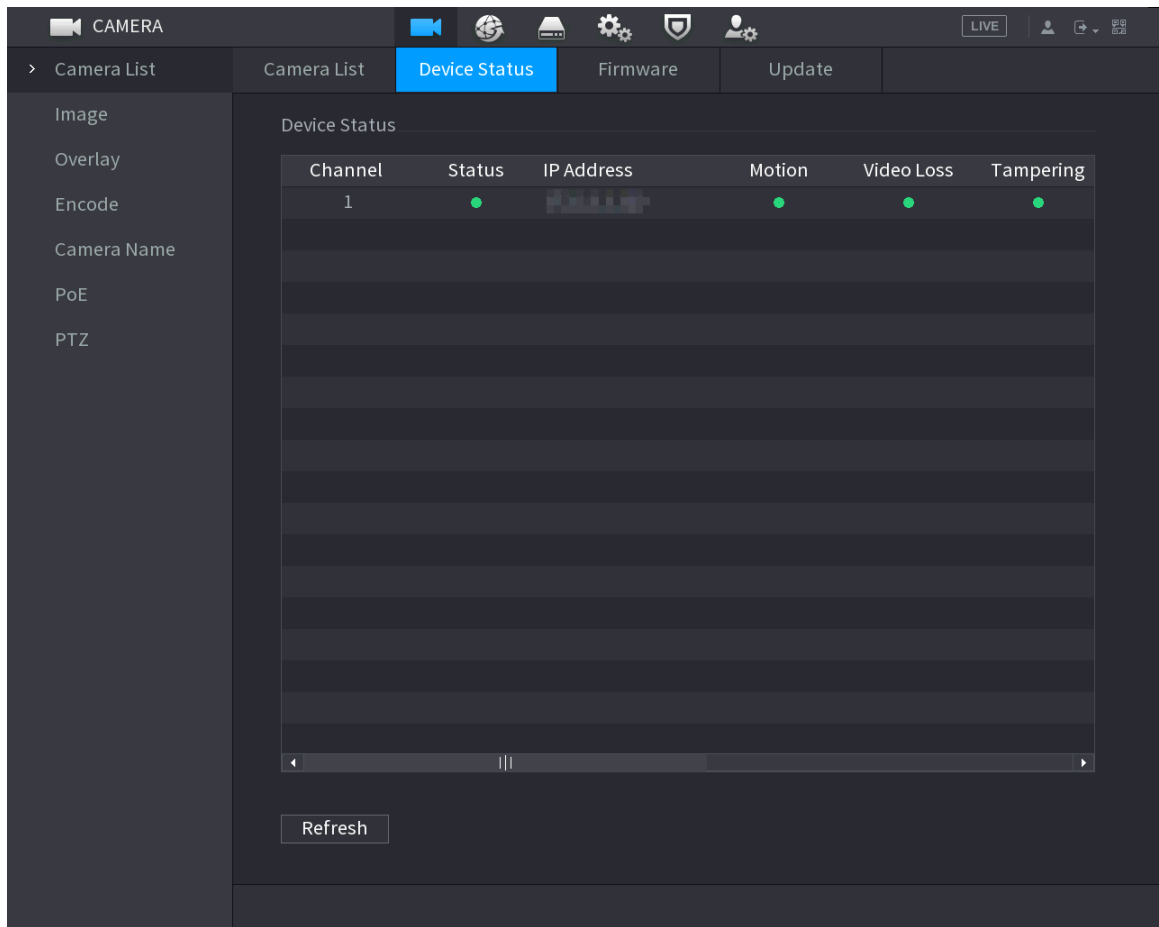 CAMERA LIVE
> Camera List
Image
Overlay
Encode
Camera Name
PoE
PTZ
Camera List Device Status Firmware Update
Device Status
Channel Status IP Address Motion Video Loss Tampering
1
Refresh